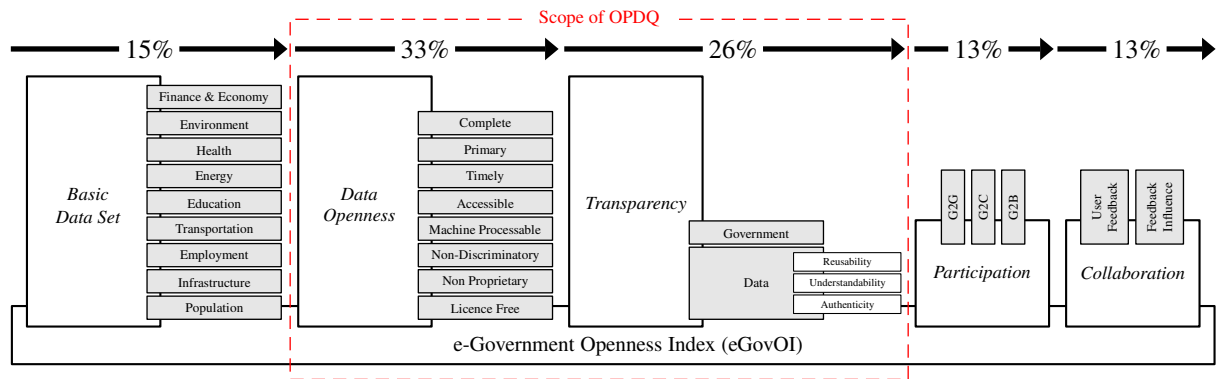 Scope of OPDQ
15%
33%
26%
13%
13%
Basic
Data Set
Finance & Economy
Environment
Health
Energy
Education
Transportation
Employment
Infrastructure
Population
Data
Openness
Complete
Primary
Timely
Accessible
Machine Processable
Non-Discriminatory
Non Proprietary
Licence Free
Transparency
Government
Data
Reusability
Understandability
Authenticity
G2G
G2C
G2B
Participation
User
Feedback
Feedback
Influence
Collaboration
e-Government Openness Index (eGovOI)